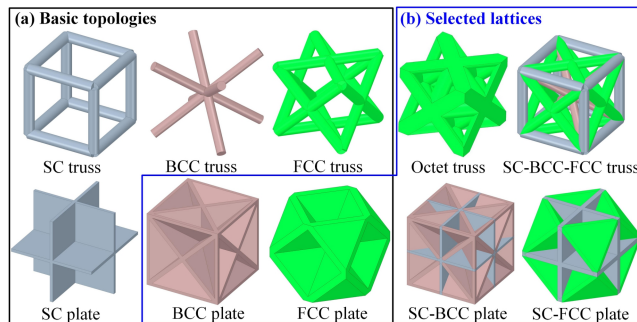 (a) Basic topologies
(b) Selected lattices
SC truss
BCC truss
FCC truss
Octet truss
SC-BCC-FCC truss
SC plate
BCC plate
FCC plate
SC-BCC plate
SC-FCC plate